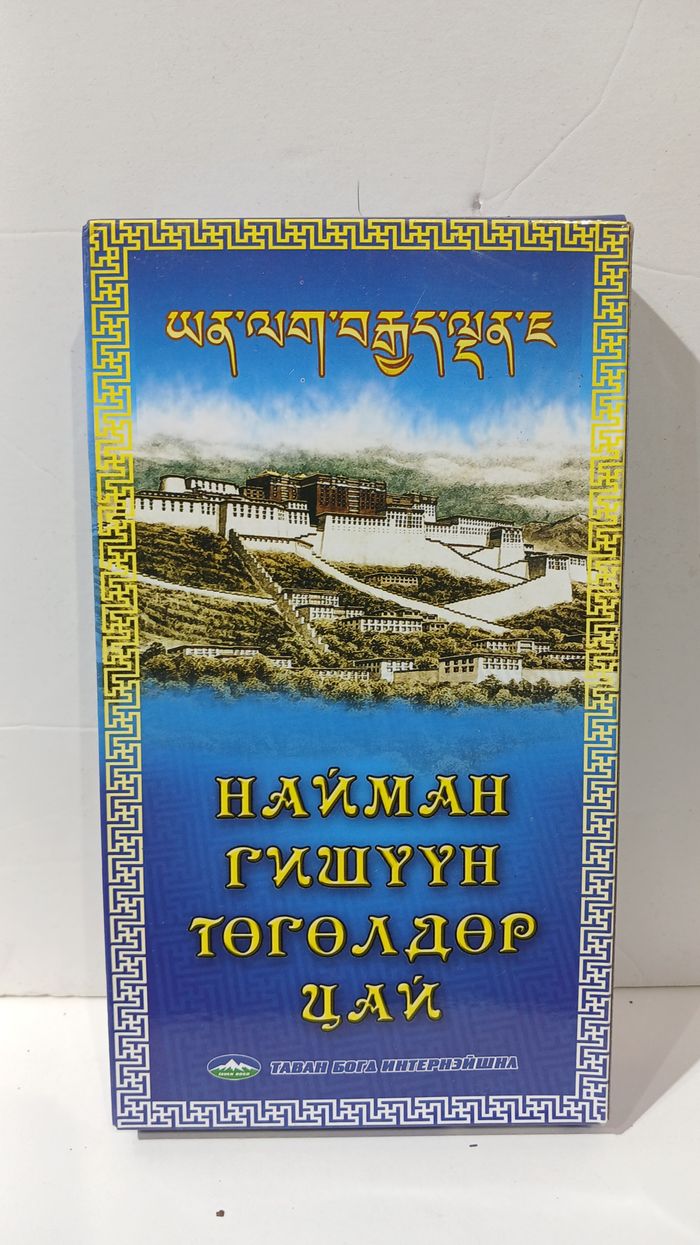 ཡན་ལག་བརྒྱད་ལྡན་ཇ
НАЙМАН
ГИШҮҮН
ТӨГӨЛДӨР
ЦАЙ
ТАВАН БОГД ИНТЕРНЭЙШНЛ